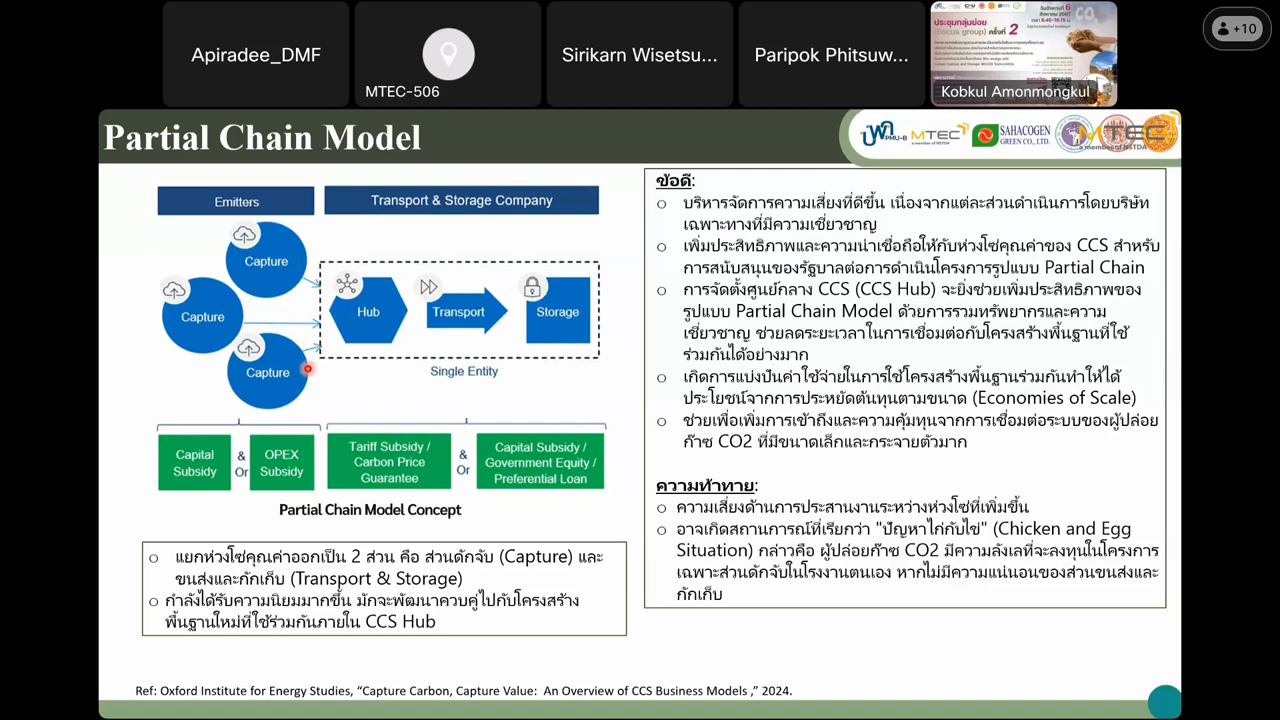 EC-506
Sirikarn Wisetsu...
Paripok Phitsuw...
ประชุมกลุ่มย่อย
(Focus group) ครั้งที่ 2
Kobkul Amonmongkul
+10
Partial Chain Model
PMU-B
MTEC
a member of NSTDA
SAHACOGEN
GREEN CO., LTD.
MTEC
a member of NSTDA
Emitters
Transport & Storage Company
Capture
Capture
Capture
Hub
Transport
Storage
Single Entity
Capital
Subsidy
&
Or
OPEX
Subsidy
Tariff Subsidy /
Carbon Price
Guarantee
&
Or
Capital Subsidy /
Government Equity /
Preferential Loan
Partial Chain Model Concept
o แยกห่วงโซ่คุณค่าออกเป็น 2 ส่วน คือ ส่วนดักจับ (Capture) และ
ขนส่งและกักเก็บ (Transport & Storage)
o กำลังได้รับความนิยมมากขึ้น มักจะพัฒนาควบคู่ไปกับโครงสร้าง
พื้นฐานใหม่ที่ใช้ร่วมกันภายใน CCS Hub
ข้อดี:
o บริหารจัดการความเสี่ยงที่ดีขึ้น เนื่องจากแต่ละส่วนดำเนินการโดยบริษัท
เฉพาะทางที่มีความเชี่ยวชาญ
o เพิ่มประสิทธิภาพและความน่าเชื่อถือให้กับห่วงโซ่คุณค่าของ CCS สำหรับ
การสนับสนุนของรัฐบาลต่อการดำเนินโครงการรูปแบบ Partial Chain
o การจัดตั้งศูนย์กลาง CCS (CCS Hub) จะยิ่งช่วยเพิ่มประสิทธิภาพของ
รูปแบบ Partial Chain Model ด้วยการรวมทรัพยากรและความ
เชี่ยวชาญ ช่วยลดระยะเวลาในการเชื่อมต่อกับโครงสร้างพื้นฐานที่ใช้
ร่วมกันได้อย่างมาก
o เกิดการแบ่งปันค่าใช้จ่ายในการใช้โครงสร้างพื้นฐานร่วมกันทำให้ได้
ประโยชน์จากการประหยัดต้นทุนตามขนาด (Economies of Scale)
o ช่วยเพื่อเพิ่มการเข้าถึงและความคุ้มทุนจากการเชื่อมต่อระบบของผู้ปล่อย
ก๊าซ CO2 ที่มีขนาดเล็กและกระจายตัวมาก
ความท้าทาย:
o ความเสี่ยงด้านการประสานงานระหว่างห่วงโซ่ที่เพิ่มขึ้น
o อาจเกิดสถานการณ์ที่เรียกว่า "ปัญหาไก่กับไข่" (Chicken and Egg
Situation) กล่าวคือ ผู้ปล่อยก๊าซ CO2 มีความลังเลที่จะลงทุนในโครงการ
เฉพาะส่วนดักจับในโรงงานตนเอง หากไม่มีความแน่นอนของส่วนขนส่งและ
กักเก็บ
Ref: Oxford Institute for Energy Studies, “Capture Carbon, Capture Value: An Overview of CCS Business Models ,” 2024.